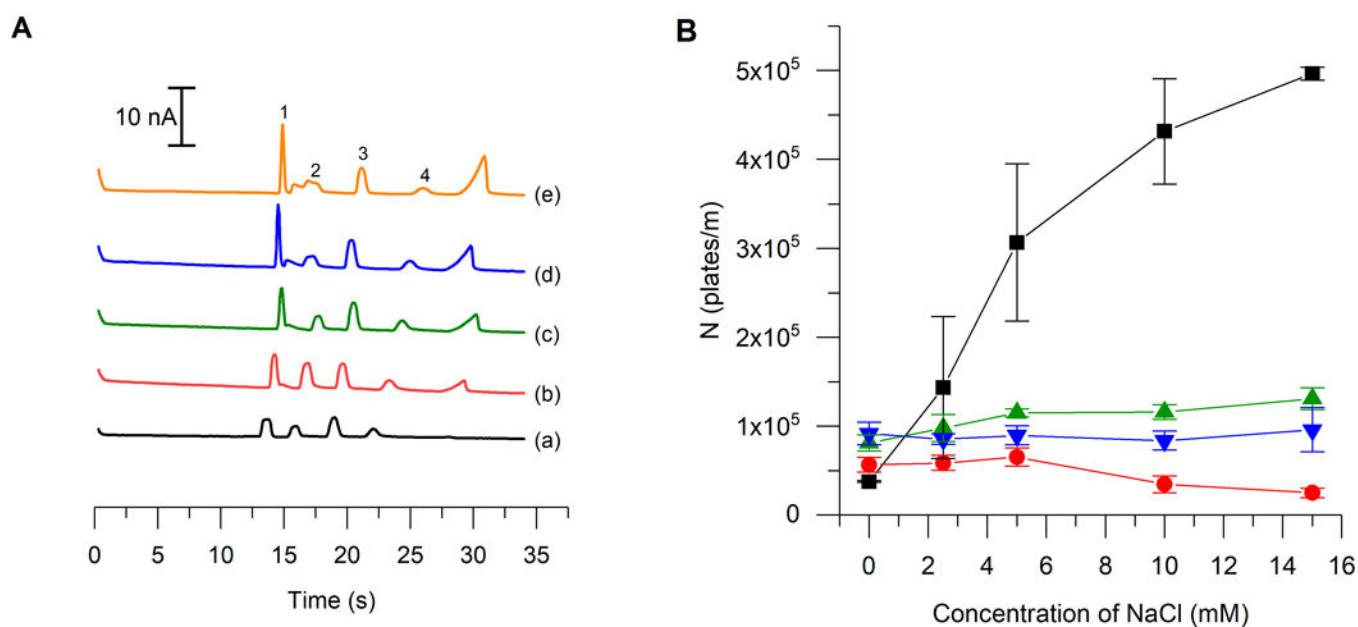 A
10 nA
1
2
3
4
(e)
(d)
(c)
(b)
(a)
0 5 10 15 20 25 30 35
Time (s)
B
N (plates/m)
5x10⁵
4x10⁵
3x10⁵
2x10⁵
1x10⁵
0
0 2 4 6 8 10 12 14 16
Concentration of NaCl (mM)